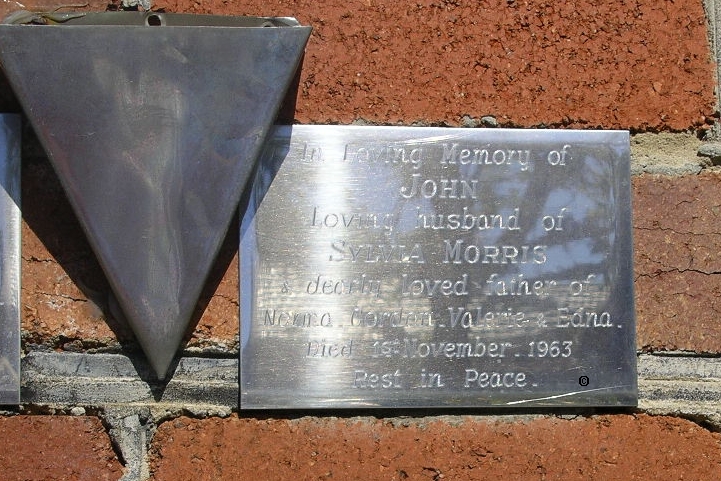 In Loving Memory of
JOHN
Loving husband of
SYLVIA MORRIS
& dearly loved father of
Norma. Gordon. Valerie & Edna.
Died 1st November. 1963
Rest in Peace.
©